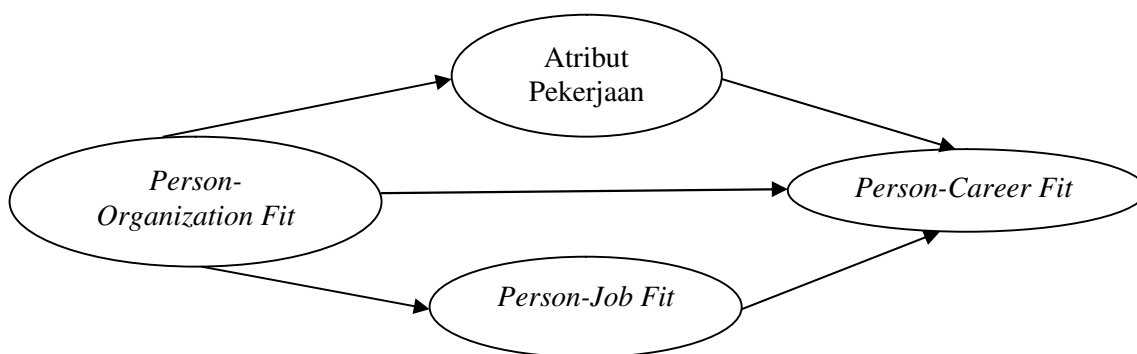 Atribut
Pekerjaan
Person-
Organization Fit
Person-Career Fit
Person-Job Fit